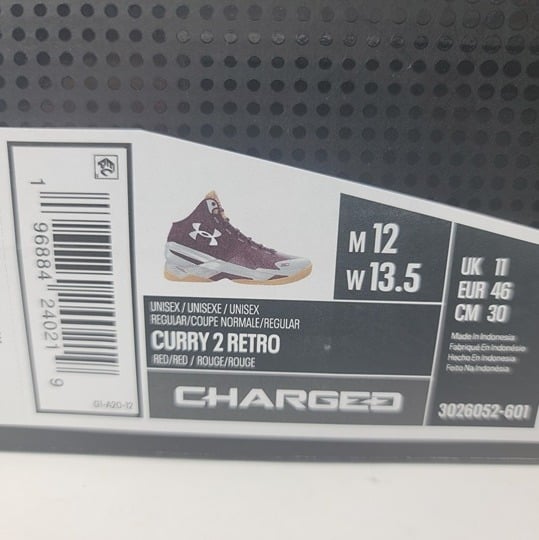 1 96884 24021 9
G1-A20-12
M 12
W 13.5
UK 11
EUR 46
CM 30
UNISEX / UNISEXE / UNISEX
REGULAR/COUPE NORMALE/REGULAR
CURRY 2 RETRO
RED/RED / ROUGE/ROUGE
Made In Indonesia
Fabriqué En Indonésie
Hecho En Indonesia
Feito Na Indonésia
CHARGED
3026052-601